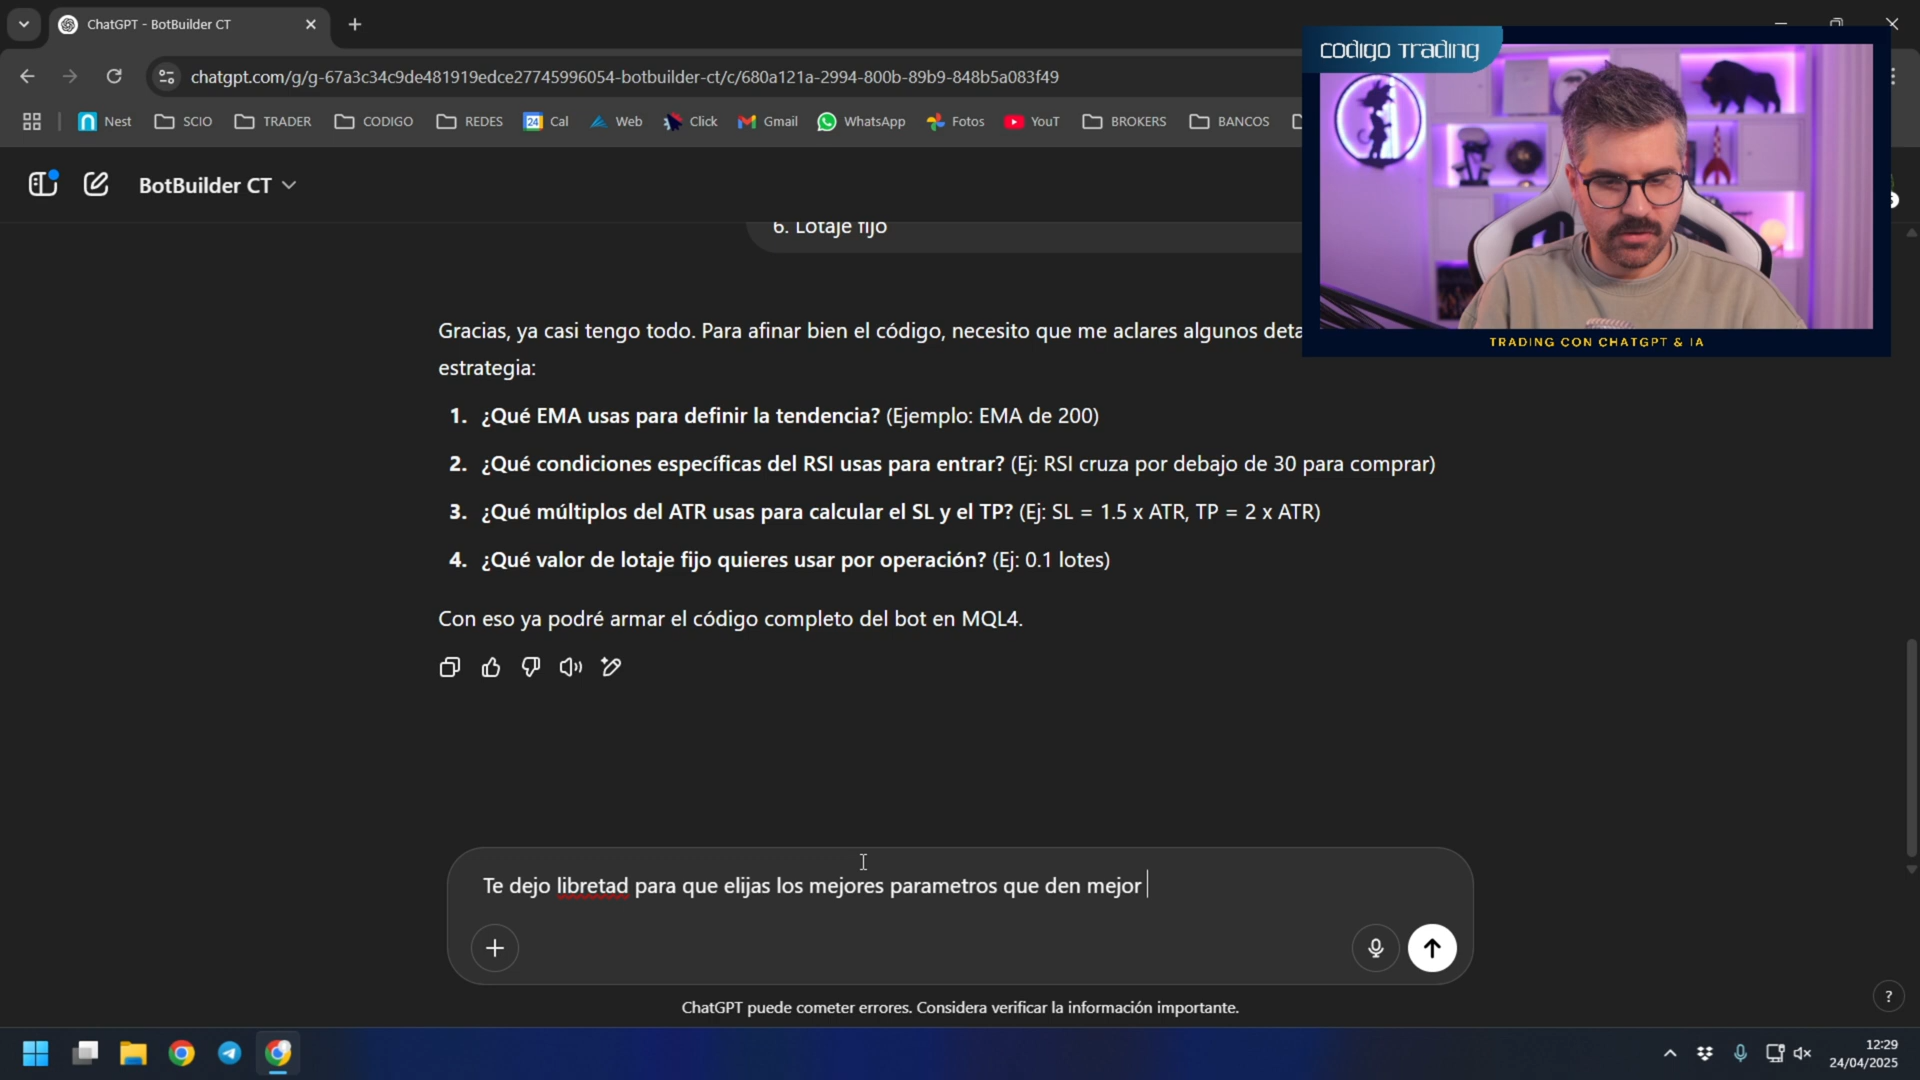 ChatGPT - BotBuilder CT
chatgpt.com/g/g-67a3c34c9de481919edce27745996054-botbuilder-ct/c/680a121a-2994-800b-89b9-848b5a083f49
Nest SCIO TRADER CODIGO REDES 24 Cal Web Click Gmail WhatsApp Fotos YouT BROKERS BANCOS
codigo Trading
TRADING CON CHATGPT & IA
BotBuilder CT
6. Lotaje fijo
Gracias, ya casi tengo todo. Para afinar bien el código, necesito que me aclares algunos deta
estrategia:
1. ¿Qué EMA usas para definir la tendencia? (Ejemplo: EMA de 200)
2. ¿Qué condiciones específicas del RSI usas para entrar? (Ej: RSI cruza por debajo de 30 para comprar)
3. ¿Qué múltiplos del ATR usas para calcular el SL y el TP? (Ej: SL = 1.5 x ATR, TP = 2 x ATR)
4. ¿Qué valor de lotaje fijo quieres usar por operación? (Ej: 0.1 lotes)
Con eso ya podré armar el código completo del bot en MQL4.
Te dejo libretad para que elijas los mejores parametros que den mejor
ChatGPT puede cometer errores. Considera verificar la información importante.
?
12:29
24/04/2025